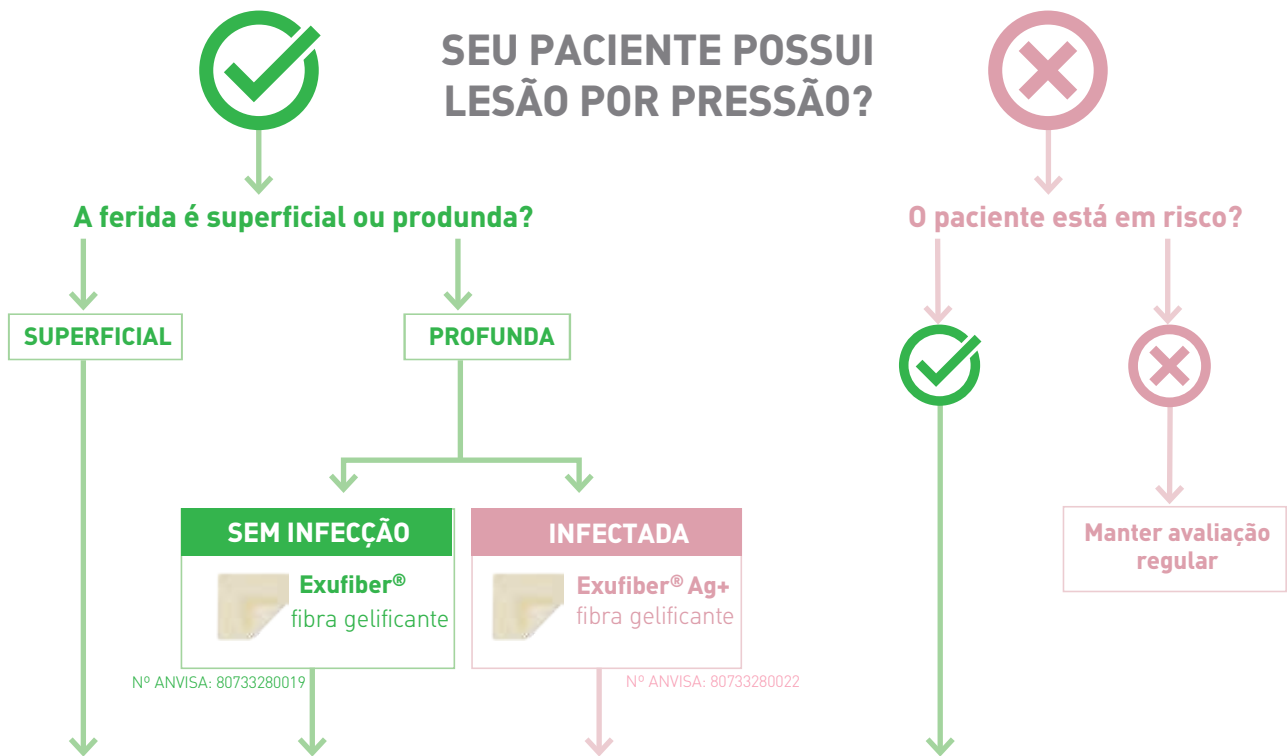 SEU PACIENTE POSSUI
LESÃO POR PRESSÃO?
A ferida é superficial ou produnda?
O paciente está em risco?
SUPERFICIAL
PROFUNDA
SEM INFECÇÃO
Exufiber®
fibra gelificante
Nº ANVISA: 80733280019
INFECTADA
Exufiber® Ag+
fibra gelificante
Nº ANVISA: 80733280022
Manter avaliação
regular